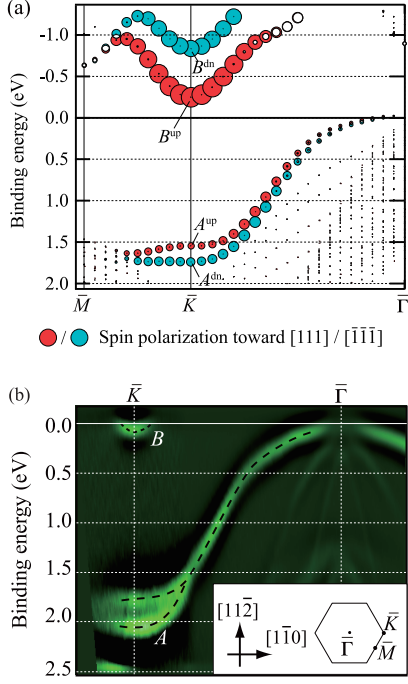 (a)
-1.0
-0.5
0.0
0.5
1.0
1.5
2.0
Binding energy (eV)
B^dn
B^up
A^up
A^dn
M̅ K̅ Γ̅
/ Spin polarization toward [111] / [1̅1̅1̅]
(b)
K̅ Γ̅
0.0
0.5
1.0
1.5
2.0
2.5
Binding energy (eV)
B
A
[112̅]
[11̅0]
Γ̅
K̅
M̅